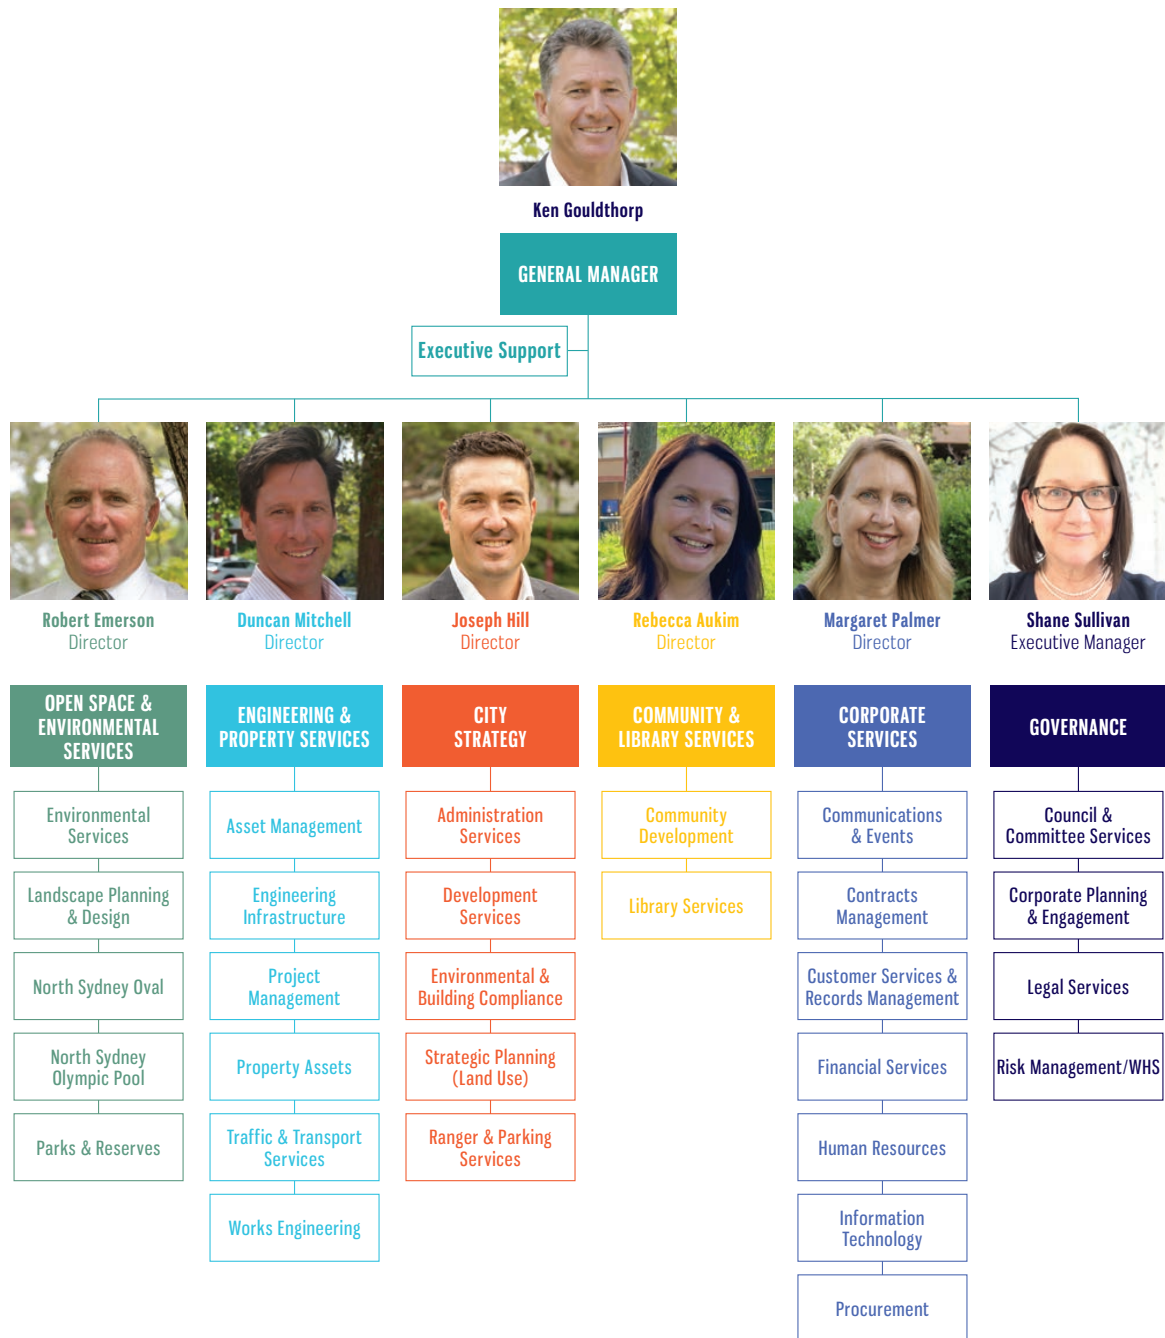 Ken Gouldthorp
GENERAL MANAGER
Executive Support
Robert Emerson
Director
Duncan Mitchell
Director
Joseph Hill
Director
Rebecca Aukim
Director
Margaret Palmer
Director
Shane Sullivan
Executive Manager
OPEN SPACE &
ENVIRONMENTAL
SERVICES
Environmental
Services
Landscape Planning
& Design
North Sydney Oval
North Sydney
Olympic Pool
Parks & Reserves
ENGINEERING &
PROPERTY SERVICES
Asset Management
Engineering
Infrastructure
Project
Management
Property Assets
Traffic & Transport
Services
Works Engineering
CITY
STRATEGY
Administration
Services
Development
Services
Environmental &
Building Compliance
Strategic Planning
(Land Use)
Ranger & Parking
Services
COMMUNITY &
LIBRARY SERVICES
Community
Development
Library Services
CORPORATE
SERVICES
Communications
& Events
Contracts
Management
Customer Services &
Records Management
Financial Services
Human Resources
Information
Technology
Procurement
GOVERNANCE
Council &
Committee Services
Corporate Planning
& Engagement
Legal Services
Risk Management/WHS